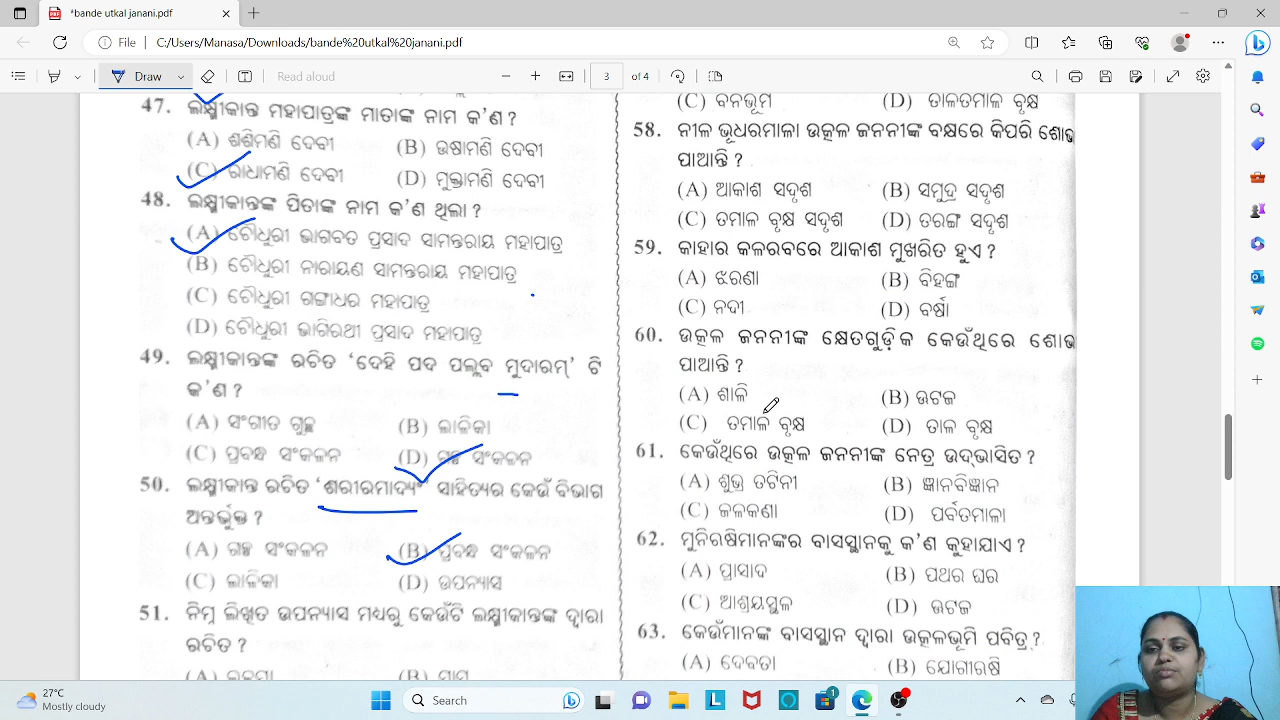 *bande utkal janani.pdf
File
C:/Users/Manasa/Downloads/bande%20utkal%20janani.pdf
Draw
Read aloud
3
of 4
47. ଲକ୍ଷ୍ମୀକାନ୍ତ ମହାପାତ୍ରଙ୍କ ମାତାଙ୍କ ନାମ କ'ଣ ?
(A) ଶଶିମଣି ଦେବୀ (B) ଉଷାମଣି ଦେବୀ
(C) ରାଧାମଣି ଦେବୀ (D) ମୁକ୍ତାମଣି ଦେବୀ
48. ଲକ୍ଷ୍ମୀକାନ୍ତଙ୍କ ପିତାଙ୍କ ନାମ କ'ଣ ଥିଲା ?
(A) ଚୌଧୁରୀ ଭାଗବତ ପ୍ରସାଦ ସାମନ୍ତରାୟ ମହାପାତ୍ର
(B) ଚୌଧୁରୀ ନାରାୟଣ ସାମନ୍ତରାୟ ମହାପାତ୍ର
(C) ଚୌଧୁରୀ ଗଙ୍ଗାଧର ମହାପାତ୍ର
(D) ଚୌଧୁରୀ ଭାଗିରଥୀ ପ୍ରସାଦ ମହାପାତ୍ର
49. ଲକ୍ଷ୍ମୀକାନ୍ତଙ୍କ ରଚିତ 'ଦେହି ପଦ ପଲ୍ଲବ ମୁଦାରମ୍' ଟି
କ'ଣ ?
(A) ସଂଗୀତ ଗୁଚ୍ଛ (B) ଲାଳିକା
(C) ପ୍ରବନ୍ଧ ସଂକଳନ (D) ଗଳ୍ପ ସଂକଳନ
50. ଲକ୍ଷ୍ମୀକାନ୍ତ ରଚିତ 'ଶରୀରମାଦ୍ୟଂ' ସାହିତ୍ୟର କେଉଁ ବିଭାଗ
ଅନ୍ତର୍ଭୁକ୍ତ ?
(A) ଗଳ୍ପ ସଂକଳନ (B) ପ୍ରବନ୍ଧ ସଂକଳନ
(C) ଲାଳିକା (D) ଉପନ୍ୟାସ
51. ନିମ୍ନ ଲିଖିତ ଉପନ୍ୟାସ ମଧ୍ୟରୁ କେଉଁଟି ଲକ୍ଷ୍ମୀକାନ୍ତଙ୍କ ଦ୍ୱାରା
ରଚିତ ?
(C) ବନଭୂମି (D) ତାଳତମାଳ ବୃକ୍ଷ
58. ନୀଳ ଭୂଧରମାଳା ଉତ୍କଳ ଜନନୀଙ୍କ ବକ୍ଷରେ କିପରି ଶୋଭା
ପାଆନ୍ତି ?
(A) ଆକାଶ ସଦୃଶ (B) ସମୁଦ୍ର ସଦୃଶ
(C) ତମାଳ ବୃକ୍ଷ ସଦୃଶ (D) ତରଙ୍ଗ ସଦୃଶ
59. କାହାର କଳରବରେ ଆକାଶ ମୁଖରିତ ହୁଏ ?
(A) ଝରଣା (B) ବିହଙ୍ଗ
(C) ନଦୀ (D) ବର୍ଷା
60. ଉତ୍କଳ ଜନନୀଙ୍କ କ୍ଷେତଗୁଡ଼ିକ କେଉଁଥିରେ ଶୋଭା
ପାଆନ୍ତି ?
(A) ଶାଳି (B) ଊଟଜ
(C) ତମାଳ ବୃକ୍ଷ (D) ତାଳ ବୃକ୍ଷ
61. କେଉଁଥିରେ ଉତ୍କଳ ଜନନୀଙ୍କ ନେତ୍ର ଉଦ୍‌ଭାସିତ ?
(A) ଶୁଭ୍ର ତଟିନୀ (B) ଜ୍ଞାନବିଜ୍ଞାନ
(C) ଜଳକଣା (D) ପର୍ବତମାଳା
62. ମୁନିଋଷିମାନଙ୍କର ବାସସ୍ଥାନକୁ କ'ଣ କୁହାଯାଏ ?
(A) ପ୍ରାସାଦ (B) ପଥର ଘର
(C) ଆଶ୍ରୟସ୍ଥଳ (D) ଊଟଜ
63. କେଉଁମାନଙ୍କ ବାସସ୍ଥାନ ଦ୍ୱାରା ଉତ୍କଳଭୂମି ପବିତ୍ର ?
(A) ଦେବତା (B) ଯୋଗୀଋଷି
27°C
Mostly cloudy
Search